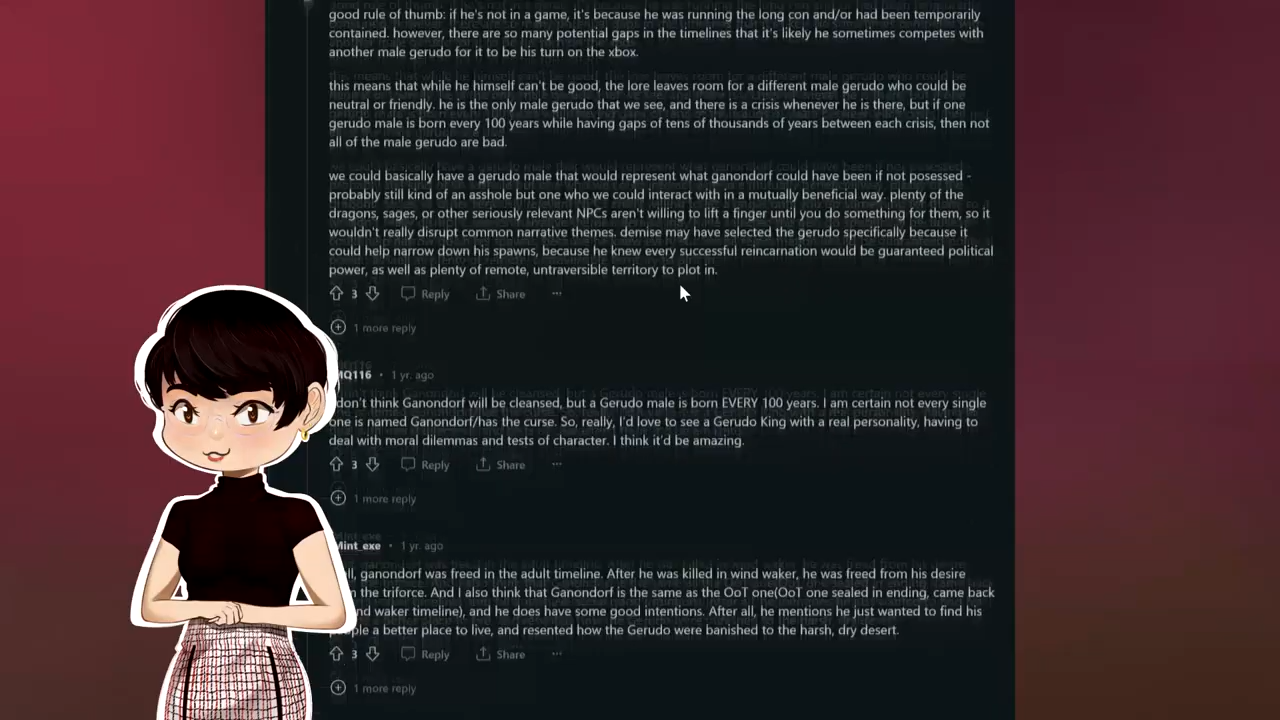 good rule of thumb: if he's not in a game, it's because he was running the long con and/or had been temporarily
contained. however, there are so many potential gaps in the timelines that it's likely he sometimes competes with
another male gerudo for it to be his turn on the xbox.
this means that while he himself can't be good, the lore leaves room for a different male gerudo who could be
neutral or friendly. he is the only male gerudo that we see, and there is a crisis whenever he is there, but if one
gerudo male is born every 100 years while having gaps of tens of thousands of years between each crisis, then not
all of the male gerudo are bad.
we could basically have a gerudo male that would represent what ganondorf could have been if not posessed -
probably still kind of an asshole but one who we could interact with in a mutually beneficial way. plenty of the
dragons, sages, or other seriously relevant NPCs aren't willing to lift a finger until you do something for them, so it
wouldn't really disrupt common narrative themes. demise may have selected the gerudo specifically because it
could help narrow down his spawns, because he knew every successful reincarnation would be guaranteed political
power, as well as plenty of remote, untraversible territory to plot in.
3 Reply Share ...
1 more reply
MQ116 • 1 yr. ago
don't think Ganondorf will be cleansed, but a Gerudo male is born EVERY 100 years. I am certain not every single
one is named Ganondorf/has the curse. So, really, I'd love to see a Gerudo King with a real personality, having to
deal with moral dilemmas and tests of character. I think it'd be amazing.
3 Reply Share ...
1 more reply
Mint_exe • 1 yr. ago
ganondorf was freed in the adult timeline. After he was killed in wind waker, he was freed from his desire
the triforce. And I also think that Ganondorf is the same as the OoT one(OoT one sealed in ending, came back
waker timeline), and he does have some good intentions. After all, he mentions he just wanted to find his
people a better place to live, and resented how the Gerudo were banished to the harsh, dry desert.
3 Reply Share ...
1 more reply